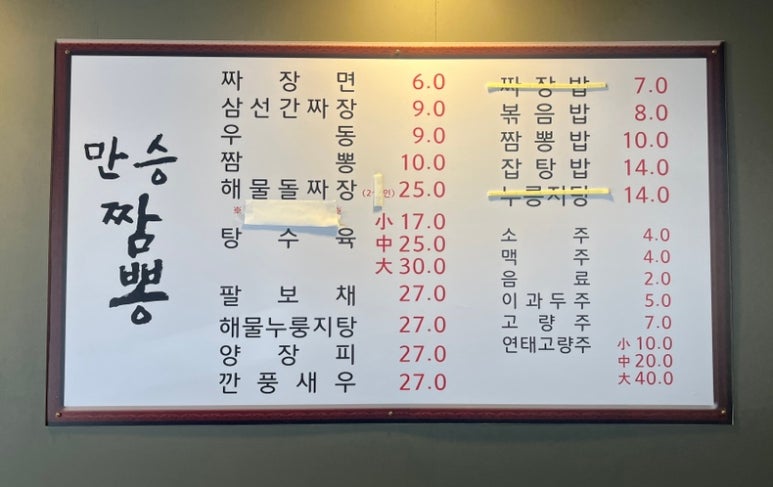 만승
짬
뽕
짜장면 6.0
삼선간짜장 9.0
우동 9.0
짬뽕 10.0
해물돌짜장 25.0
※ ※
탕수육 小 17.0
中 25.0
大 30.0
팔보채 27.0
해물누룽지탕 27.0
양장피 27.0
깐풍새우 27.0
짜장밥 7.0
볶음밥 8.0
짬뽕밥 10.0
잡탕밥 14.0
누룽지탕 14.0
소주 4.0
맥주 4.0
음료 2.0
이과두주 5.0
고량주 7.0
연태고량주 小 10.0
中 20.0
大 40.0